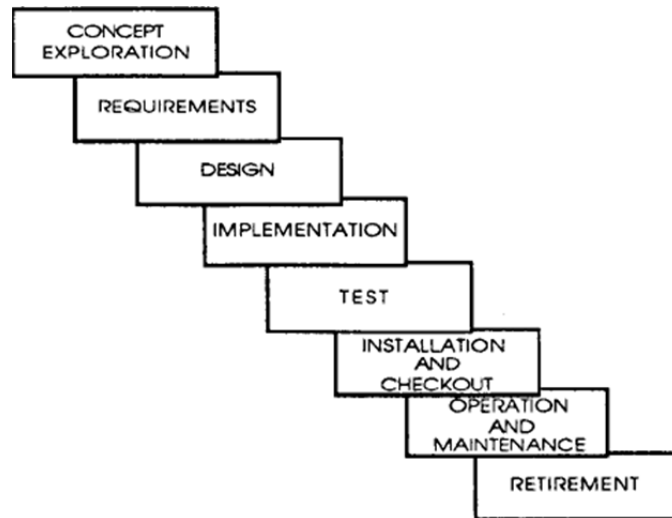 CONCEPT
EXPLORATION
REQUIREMENTS
DESIGN
IMPLEMENTATION
TEST
INSTALLATION
AND
CHECKOUT
OPERATION
AND
MAINTENANCE
RETIREMENT